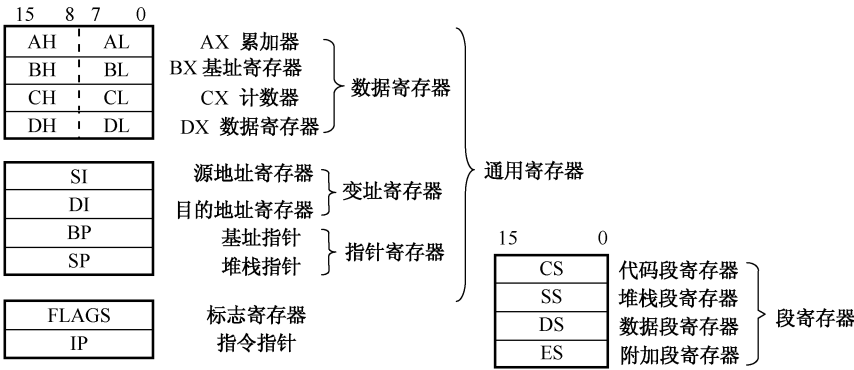 15 8 7 0
AH AL AX 累加器
BH BL BX基址寄存器
CH CL CX 计数器
DH DL DX 数据寄存器
数据寄存器
SI 源地址寄存器
DI 目的地址寄存器
变址寄存器
BP 基址指针
SP 堆栈指针
指针寄存器
通用寄存器
FLAGS 标志寄存器
IP 指令指针
15 0
CS 代码段寄存器
SS 堆栈段寄存器
DS 数据段寄存器
ES 附加段寄存器
段寄存器